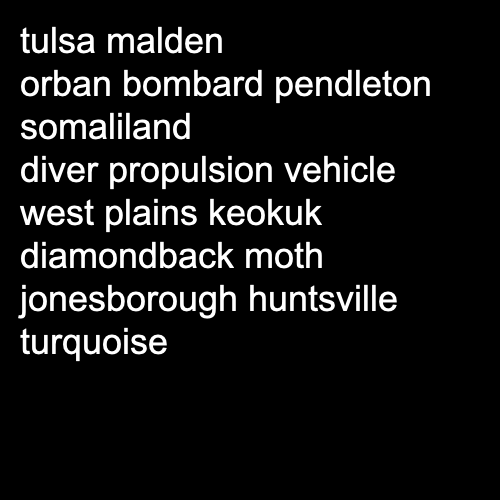 tulsa malden
orban bombard pendleton
somaliland
diver propulsion vehicle
west plains keokuk
diamondback moth
jonesborough huntsville
turquoise